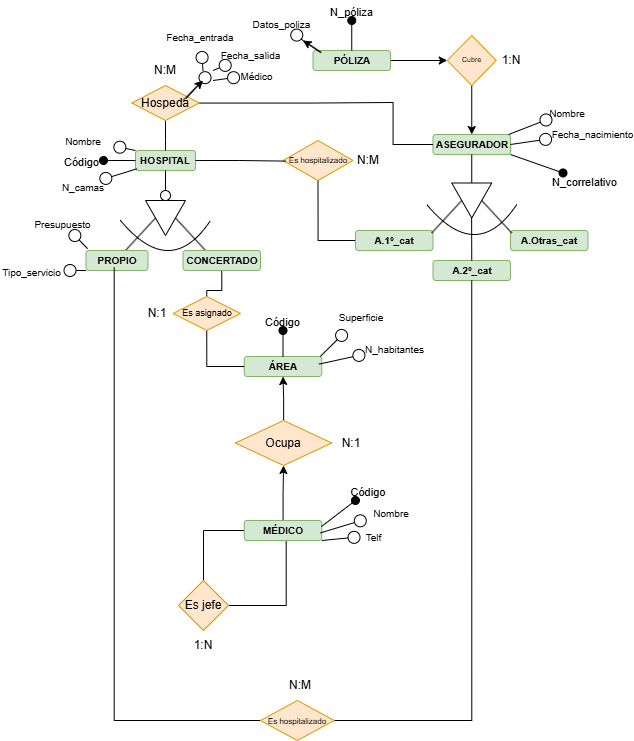 N_póliza
Datos_poliza
PÓLIZA
Cubre
1:N
Fecha_entrada
Fecha_salida
Médico
N:M
Hospeda
Nombre
Fecha_nacimiento
ASEGURADOR
N_correlativo
Nombre
Código
N_camas
HOSPITAL
Es hospitalizado
N:M
Presupuesto
Tipo_servicio
PROPIO
CONCERTADO
A.1º_cat
A.Otras_cat
A.2º_cat
N:1
Es asignado
Código
Superficie
N_habitantes
ÁREA
Ocupa
N:1
Código
Nombre
Telf
MÉDICO
Es jefe
1:N
N:M
Es hospitalizado